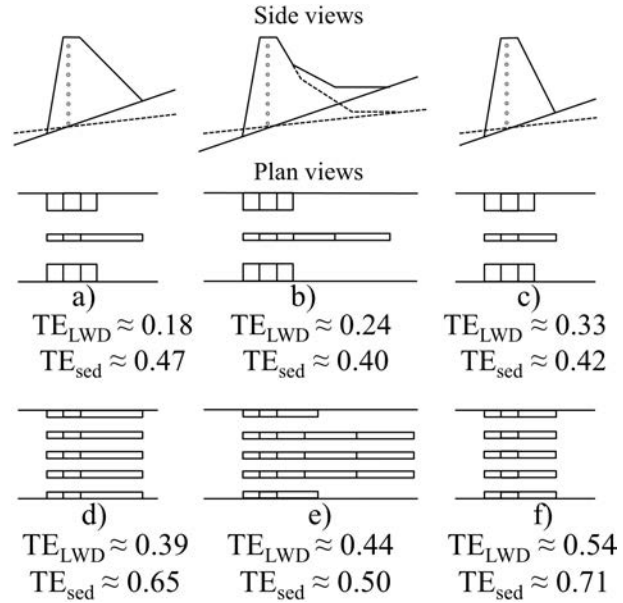 Side views
Plan views
a)
b)
c)
TE_LWD ≈ 0.18
TE_LWD ≈ 0.24
TE_LWD ≈ 0.33
TE_sed ≈ 0.47
TE_sed ≈ 0.40
TE_sed ≈ 0.42
d)
e)
f)
TE_LWD ≈ 0.39
TE_LWD ≈ 0.44
TE_LWD ≈ 0.54
TE_sed ≈ 0.65
TE_sed ≈ 0.50
TE_sed ≈ 0.71